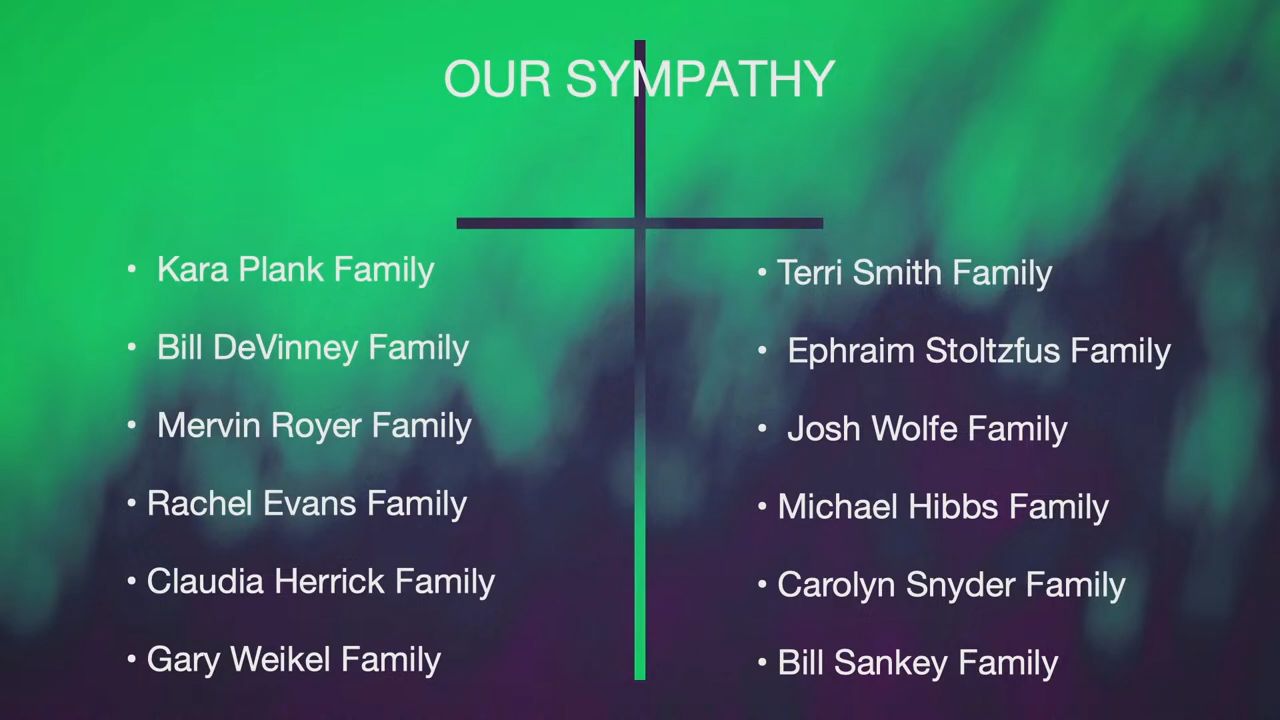 OUR SYMPATHY
• Kara Plank Family
• Bill DeVinney Family
• Mervin Royer Family
• Rachel Evans Family
• Claudia Herrick Family
• Gary Weikel Family
• Terri Smith Family
• Ephraim Stoltzfus Family
• Josh Wolfe Family
• Michael Hibbs Family
• Carolyn Snyder Family
• Bill Sankey Family